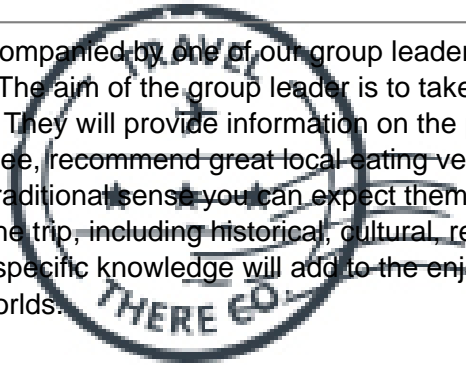 ompanied by one of our group leader
The aim of the group leader is to take
They will provide information on the
ee, recommend great local eating ve
raditional sense you can expect them
he trip, including historical, cultural, re
specific knowledge will add to the enj
orlds.
TRAVEL
THERE CO.